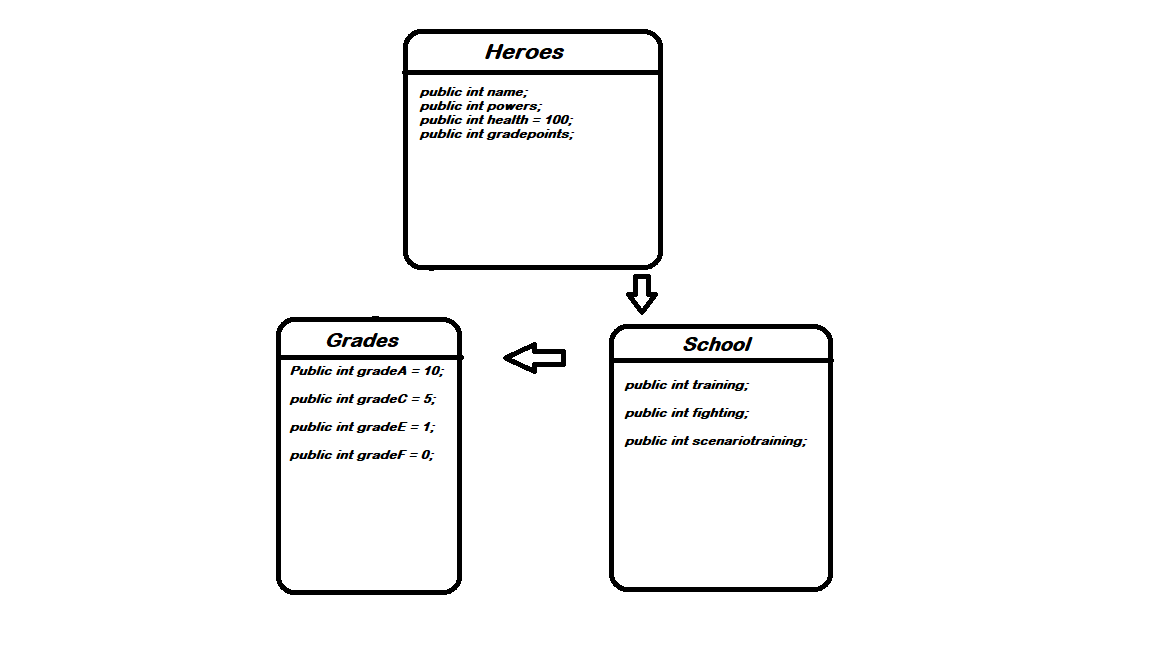 Heroes
public int name;
public int powers;
public int health = 100;
public int gradepoints;
Grades
Public int gradeA = 10;
public int gradeC = 5;
public int gradeE = 1;
public int gradeF = 0;
School
public int training;
public int fighting;
public int scenariotraining;